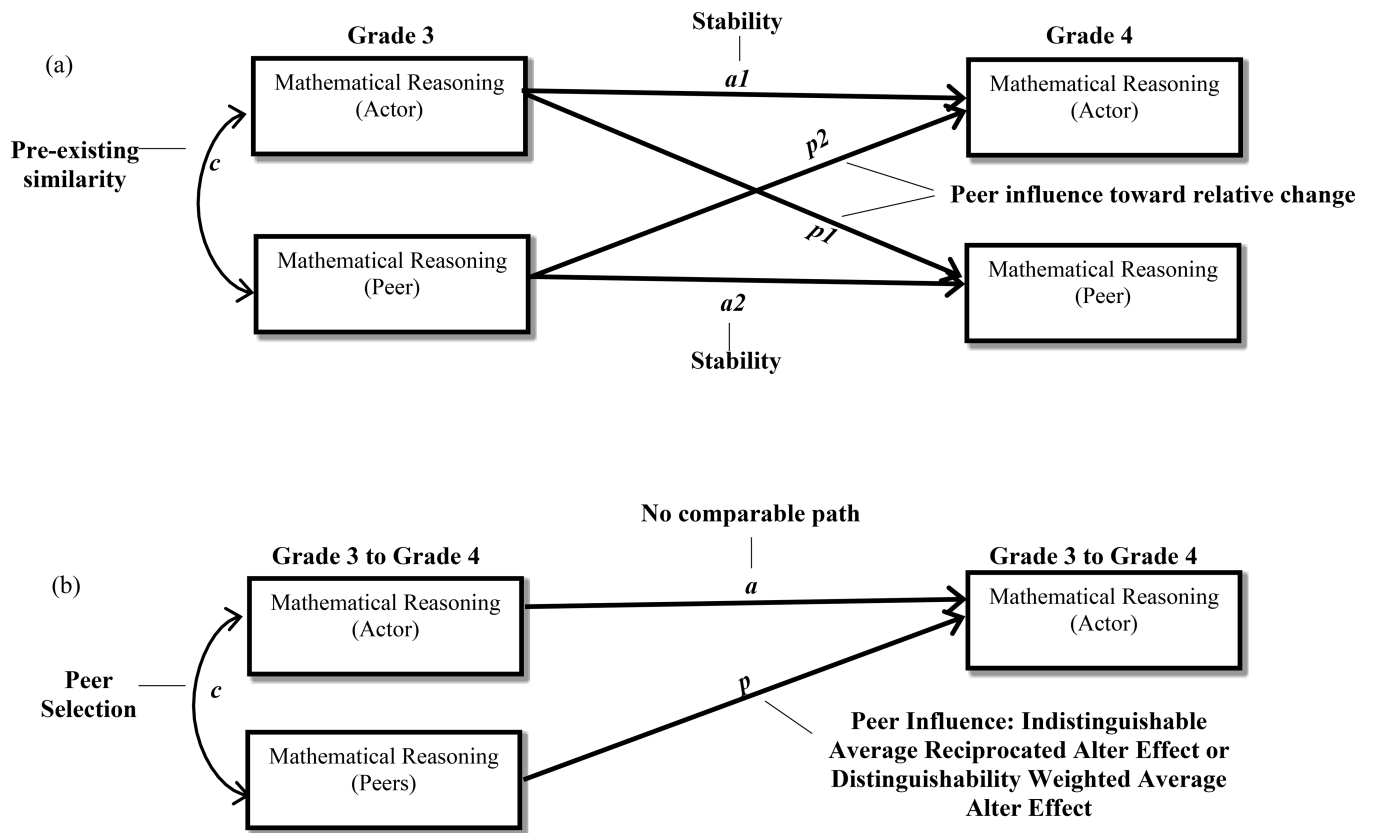 Stability
Grade 3
Grade 4
(a)
Mathematical Reasoning
(Actor)
a1
Mathematical Reasoning
(Actor)
Pre-existing
similarity
c
p2
Peer influence toward relative change
p1
Mathematical Reasoning
(Peer)
a2
Mathematical Reasoning
(Peer)
Stability
No comparable path
Grade 3 to Grade 4
Grade 3 to Grade 4
(b)
Mathematical Reasoning
(Actor)
a
Mathematical Reasoning
(Actor)
Peer
Selection
c
p
Peer Influence: Indistinguishable
Average Reciprocated Alter Effect or
Distinguishability Weighted Average
Alter Effect
Mathematical Reasoning
(Peers)